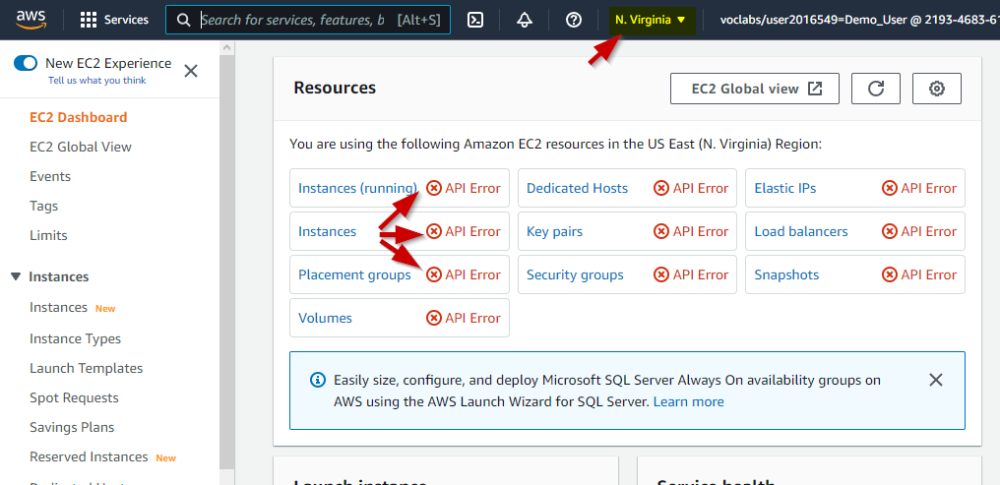 aws
Services
Search for services, features, b [Alt+S]
N. Virginia ▼
voclabs/user2016549=Demo_User @ 2193-4683-61
New EC2 Experience
Tell us what you think
EC2 Dashboard
EC2 Global View
Events
Tags
Limits
Instances
Instances New
Instance Types
Launch Templates
Spot Requests
Savings Plans
Reserved Instances New
Resources
EC2 Global view
You are using the following Amazon EC2 resources in the US East (N. Virginia) Region:
Instances (running) API Error
Dedicated Hosts API Error
Elastic IPs API Error
Instances API Error
Key pairs API Error
Load balancers API Error
Placement groups API Error
Security groups API Error
Snapshots API Error
Volumes API Error
Easily size, configure, and deploy Microsoft SQL Server Always On availability groups on
AWS using the AWS Launch Wizard for SQL Server. Learn more
Launch instance
Service health